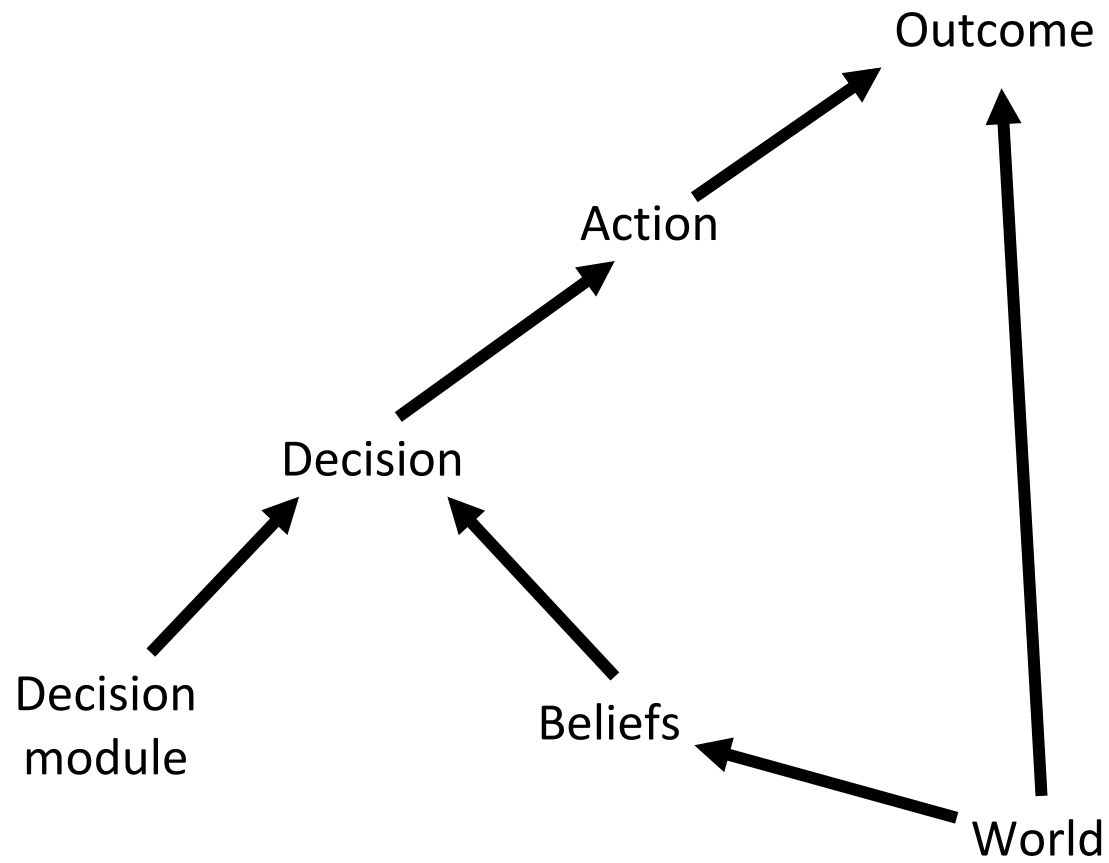 Outcome
Action
Decision
Decision
module
Beliefs
World